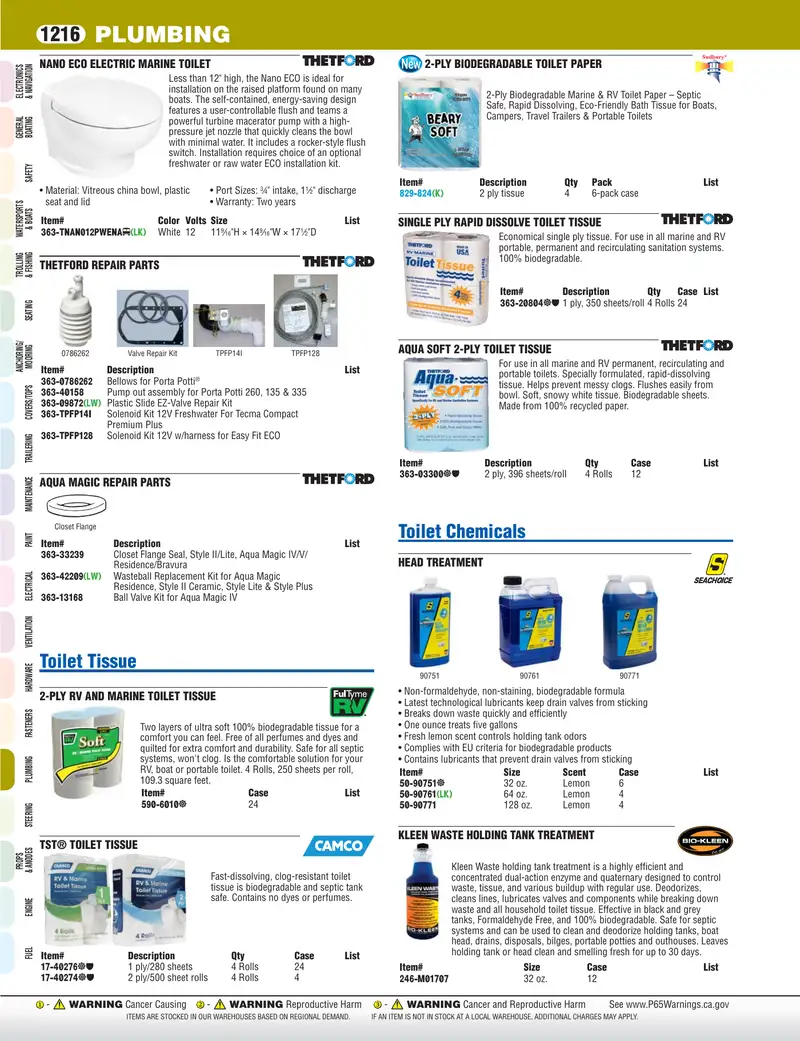 1216 PLUMBING
ELECTRONICS & NAVIGATION
GENERAL BOATING
SAFETY
WATERSPORTS & BOATS
TROLLING & FISHING
SEATING
ANCHORING/ MOORING
COVERS/TOPS
TRAILERING
MAINTENANCE
PAINT
ELECTRICAL
VENTILATION
HARDWARE
FASTENERS
PLUMBING
STEERING
PROPS & ANODES
ENGINE
FUEL
NANO ECO ELECTRIC MARINE TOILET THETFORD
Less than 12" high, the Nano ECO is ideal for
installation on the raised platform found on many
boats. The self-contained, energy-saving design
features a user-controllable flush and teams a
powerful turbine macerator pump with a high-
pressure jet nozzle that quickly cleans the bowl
with minimal water. It includes a rocker-style flush
switch. Installation requires choice of an optional
freshwater or raw water ECO installation kit.
• Material: Vitreous china bowl, plastic
seat and lid
• Port Sizes: ¾" intake, 1½" discharge
• Warranty: Two years
Item# Color Volts Size List
363-TNAN012PWENA(LK) White 12 11⁹⁄₁₆"H × 14⁵⁄₁₆"W × 17½"D
THETFORD REPAIR PARTS THETFORD
0786262 Valve Repair Kit TPFP14I TPFP128
Item# Description List
363-0786262 Bellows for Porta Potti®
363-40158 Pump out assembly for Porta Potti 260, 135 & 335
363-09872(LW) Plastic Slide EZ-Valve Repair Kit
363-TPFP14I Solenoid Kit 12V Freshwater For Tecma Compact
Premium Plus
363-TPFP128 Solenoid Kit 12V w/harness for Easy Fit ECO
AQUA MAGIC REPAIR PARTS THETFORD
Closet Flange
Item# Description List
363-33239 Closet Flange Seal, Style II/Lite, Aqua Magic IV/V/
Residence/Bravura
363-42209(LW) Wasteball Replacement Kit for Aqua Magic
Residence, Style II Ceramic, Style Lite & Style Plus
363-13168 Ball Valve Kit for Aqua Magic IV
Toilet Tissue
2-PLY RV AND MARINE TOILET TISSUE FulTyme RV
Soft
Two layers of ultra soft 100% biodegradable tissue for a
comfort you can feel. Free of all perfumes and dyes and
quilted for extra comfort and durability. Safe for all septic
systems, won't clog. Is the comfortable solution for your
RV, boat or portable toilet. 4 Rolls, 250 sheets per roll,
109.3 square feet.
Item# Case List
590-6010 24
TST® TOILET TISSUE CAMCO
CAMCO
RV & Marine
Toilet Tissue
4 Rolls
CAMCO
RV & Marine
Toilet Tissue
4 Rolls
Fast-dissolving, clog-resistant toilet
tissue is biodegradable and septic tank
safe. Contains no dyes or perfumes.
Item# Description Qty Case List
17-40276 1 ply/280 sheets 4 Rolls 24
17-40274 2 ply/500 sheet rolls 4 Rolls 4
New 2-PLY BIODEGRADABLE TOILET PAPER Sudbury
BEARY
SOFT
2-Ply Biodegradable Marine & RV Toilet Paper – Septic
Safe, Rapid Dissolving, Eco-Friendly Bath Tissue for Boats,
Campers, Travel Trailers & Portable Toilets
Item# Description Qty Pack List
829-824(K) 2 ply tissue 4 6-pack case
SINGLE PLY RAPID DISSOLVE TOILET TISSUE THETFORD
THETFORD
RV MARINE
Toilet Tissue
Economical single ply tissue. For use in all marine and RV
portable, permanent and recirculating sanitation systems.
100% biodegradable.
Item# Description Qty Case List
363-20804 1 ply, 350 sheets/roll 4 Rolls 24
AQUA SOFT 2-PLY TOILET TISSUE THETFORD
THETFORD
Aqua-
SOFT
Toilet Tissue
2-PLY
For use in all marine and RV permanent, recirculating and
portable toilets. Specially formulated, rapid-dissolving
tissue. Helps prevent messy clogs. Flushes easily from
bowl. Soft, snowy white tissue. Biodegradable sheets.
Made from 100% recycled paper.
Item# Description Qty Case List
363-03300 2 ply, 396 sheets/roll 4 Rolls 12
Toilet Chemicals
HEAD TREATMENT SEACHOICE
90751 90761 90771
• Non-formaldehyde, non-staining, biodegradable formula
• Latest technological lubricants keep drain valves from sticking
• Breaks down waste quickly and efficiently
• One ounce treats five gallons
• Fresh lemon scent controls holding tank odors
• Complies with EU criteria for biodegradable products
• Contains lubricants that prevent drain valves from sticking
Item# Size Scent Case List
50-90751 32 oz. Lemon 6
50-90761(LK) 64 oz. Lemon 4
50-90771 128 oz. Lemon 4
KLEEN WASTE HOLDING TANK TREATMENT BIO-KLEEN
KLEEN WASTE
BIO-KLEEN
Kleen Waste holding tank treatment is a highly efficient and
concentrated dual-action enzyme and quaternary designed to control
waste, tissue, and various buildup with regular use. Deodorizes,
cleans lines, lubricates valves and components while breaking down
waste and all household toilet tissue. Effective in black and grey
tanks, Formaldehyde Free, and 100% biodegradable. Safe for septic
systems and can be used to clean and deodorize holding tanks, boat
head, drains, disposals, bilges, portable potties and outhouses. Leaves
holding tank or head clean and smelling fresh for up to 30 days.
Item# Size Case List
246-M01707 32 oz. 12
1 - WARNING Cancer Causing 2 - WARNING Reproductive Harm 3 - WARNING Cancer and Reproductive Harm See www.P65Warnings.ca.gov
ITEMS ARE STOCKED IN OUR WAREHOUSES BASED ON REGIONAL DEMAND. IF AN ITEM IS NOT IN STOCK AT A LOCAL WAREHOUSE, ADDITIONAL CHARGES MAY APPLY.